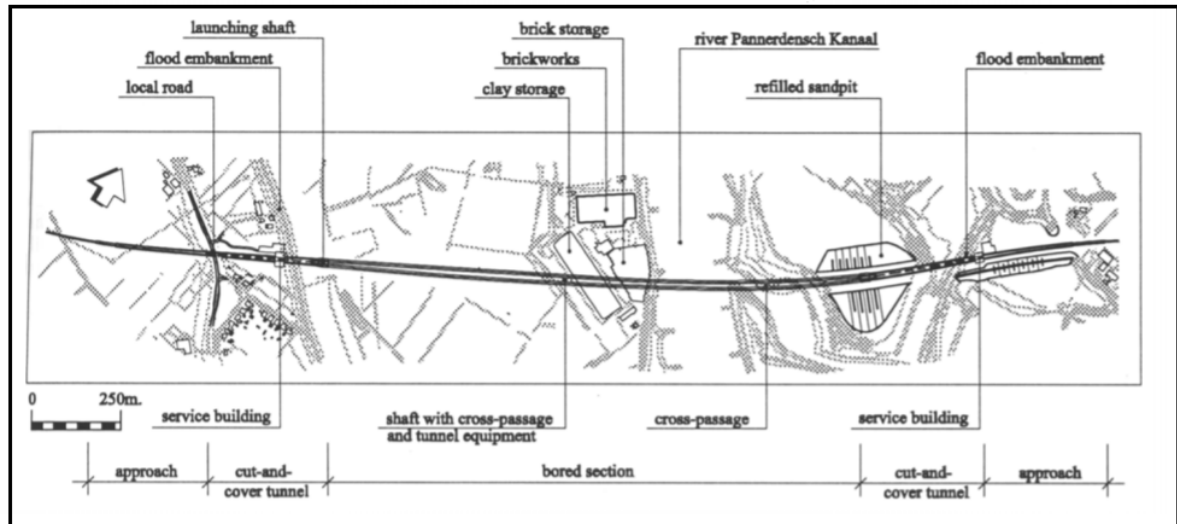 launching shaft
flood embankment
local road
brick storage
brickworks
clay storage
river Pannerdensch Kanaal
refilled sandpit
flood embankment
0 250m.
service building
shaft with cross-passage
and tunnel equipment
cross-passage
service building
approach
cut-and-
cover tunnel
bored section
cut-and-
cover tunnel
approach